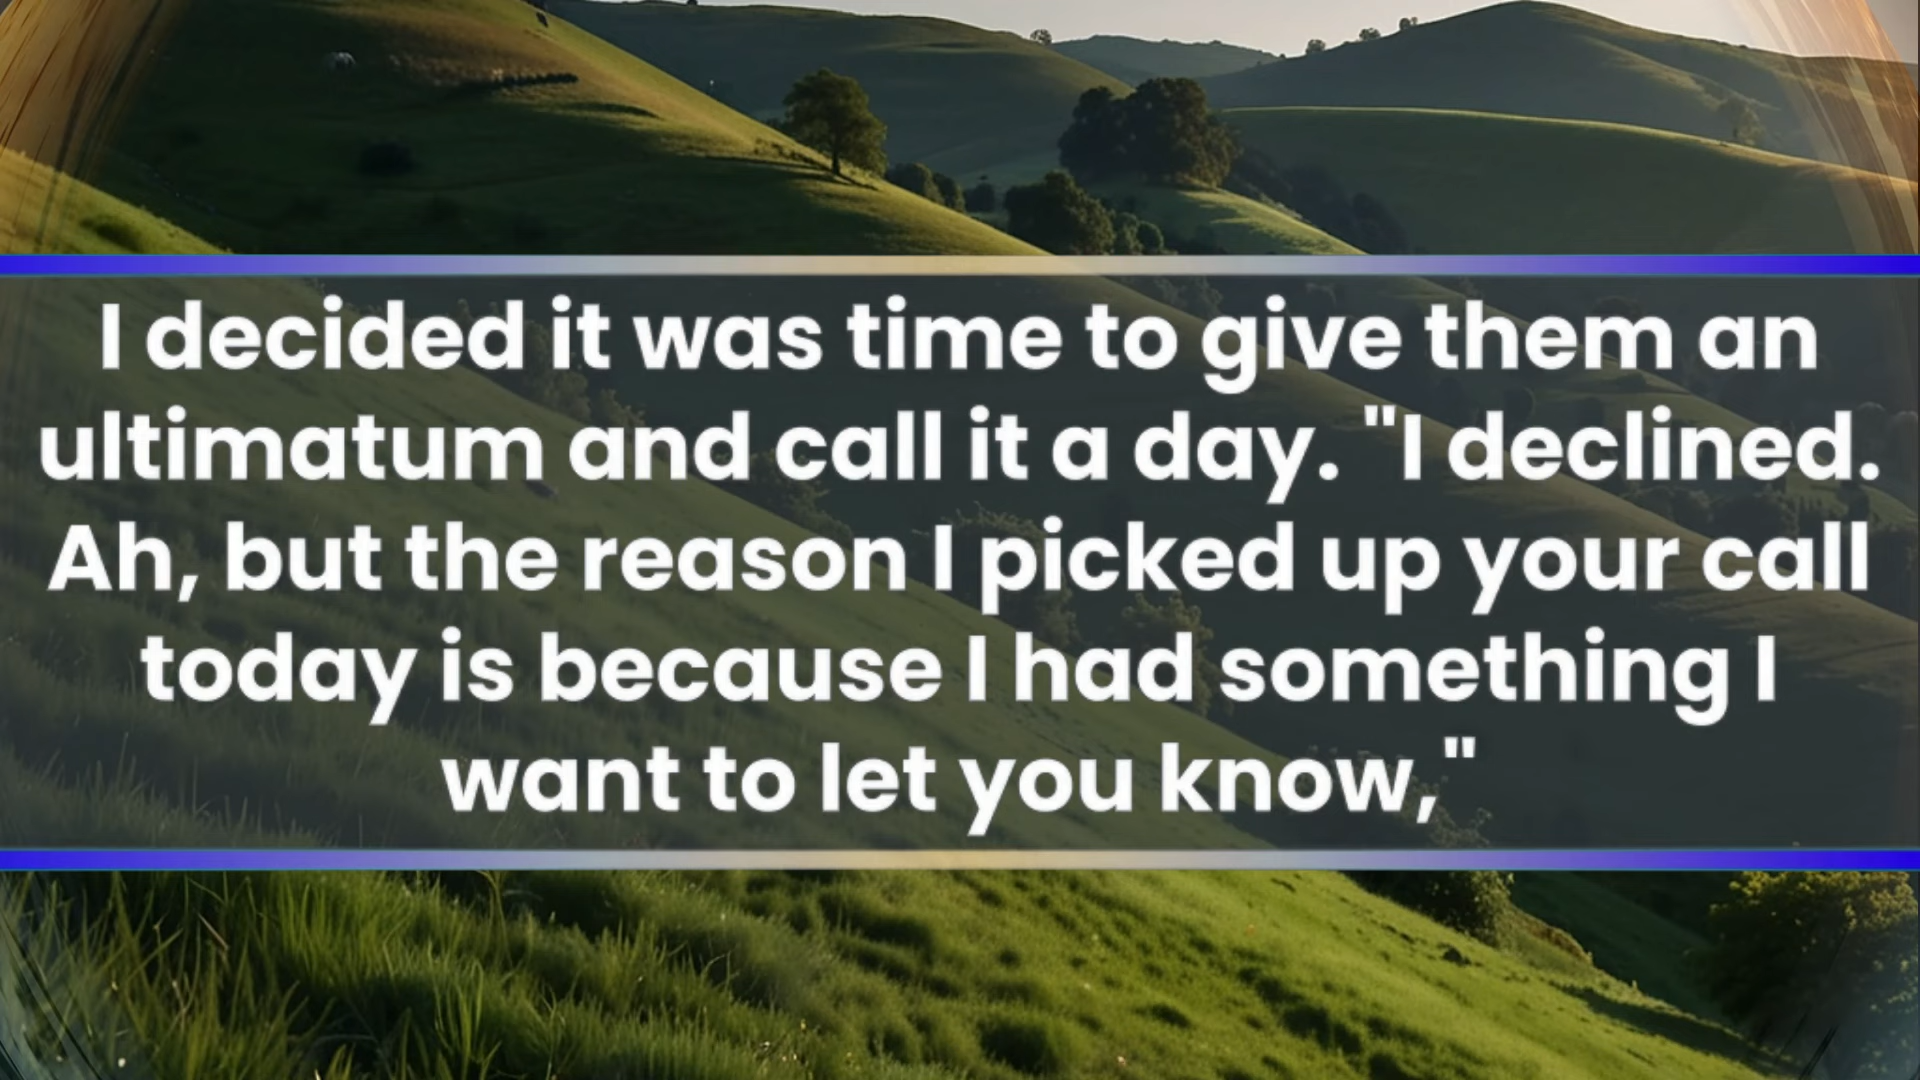 I decided it was time to give them an
ultimatum and call it a day. "I declined.
Ah, but the reason I picked up your call
today is because I had something I
want to let you know,"